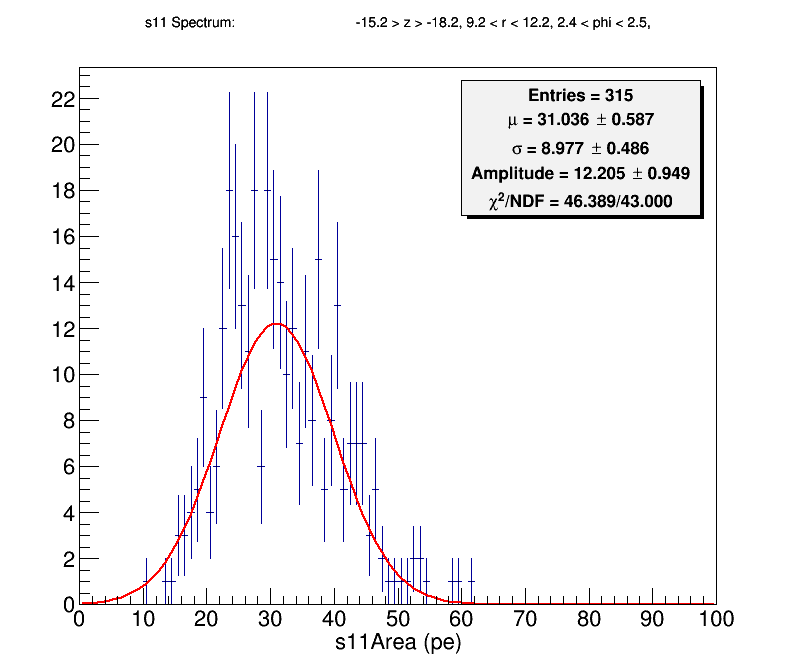 s11 Spectrum: -15.2 > z > -18.2, 9.2 < r < 12.2, 2.4 < phi < 2.5,
Entries = 315
μ = 31.036 ± 0.587
σ = 8.977 ± 0.486
Amplitude = 12.205 ± 0.949
χ²/NDF = 46.389/43.000
22
20
18
16
14
12
10
8
6
4
2
0
0 10 20 30 40 50 60 70 80 90 100
s11Area (pe)